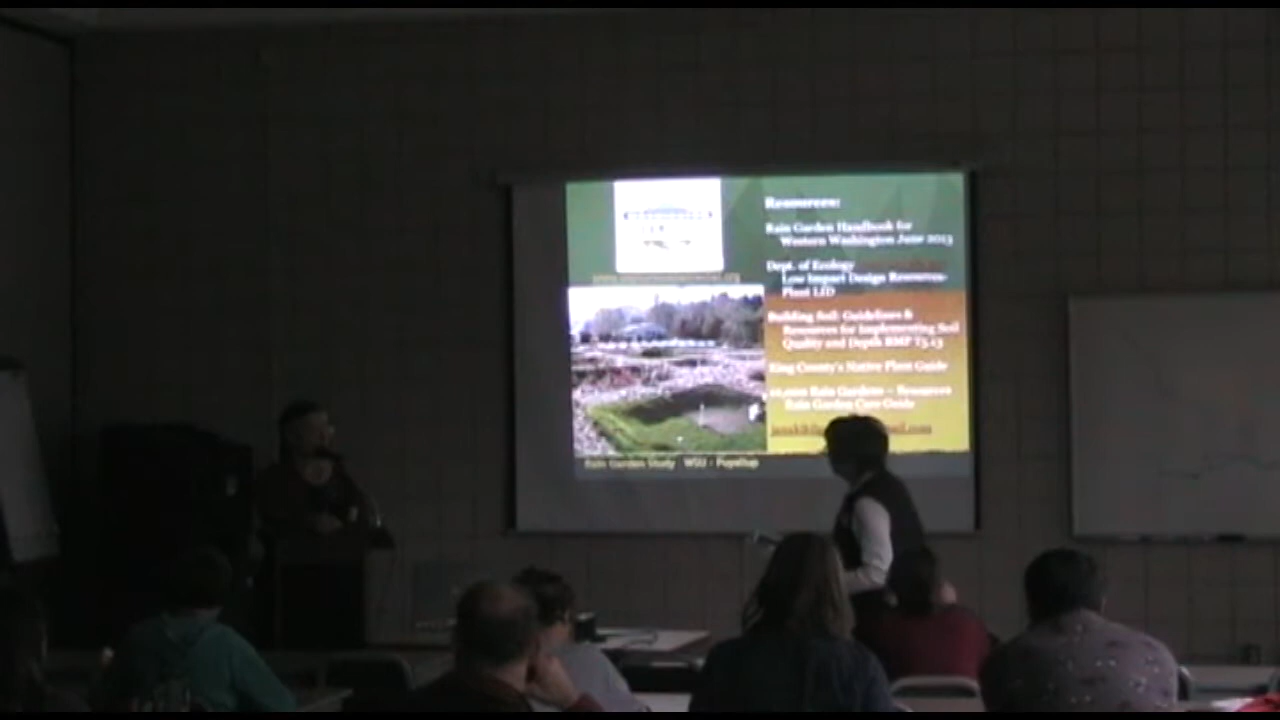 Resources:
Rain Garden Handbook for
Western Washington June 2013
Dept. of Ecology
Low Impact Design Resources-
Plant LID
Building Soil: Guidelines &
Resources for Implementing Soil
Quality and Depth BMP T5.13
King County's Native Plant Guide
10,000 Rain Gardens - Resources
Rain Garden Care Guide
Rain Garden Study WSU - Puyallup